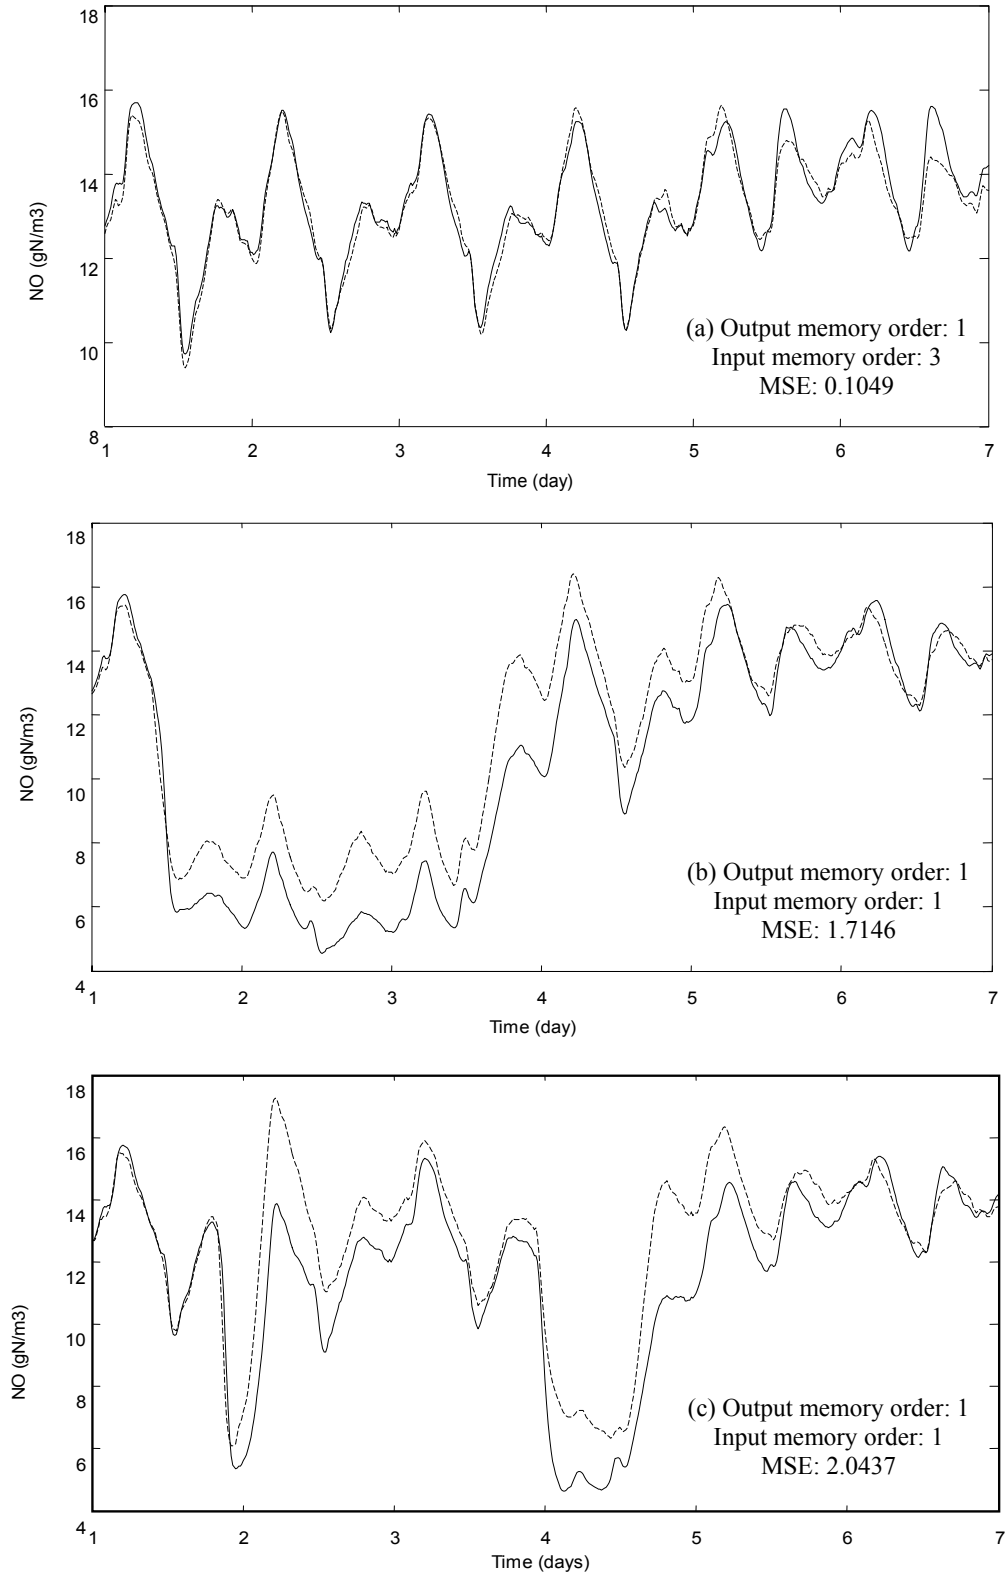 18
16
14
12
10
8
NO (gN/m3)
(a) Output memory order: 1
Input memory order: 3
MSE: 0.1049
1 2 3 4 5 6 7
Time (day)
18
16
14
12
10
8
6
4
NO (gN/m3)
(b) Output memory order: 1
Input memory order: 1
MSE: 1.7146
1 2 3 4 5 6 7
Time (day)
18
16
14
12
10
8
6
4
NO (gN/m3)
(c) Output memory order: 1
Input memory order: 1
MSE: 2.0437
1 2 3 4 5 6 7
Time (days)